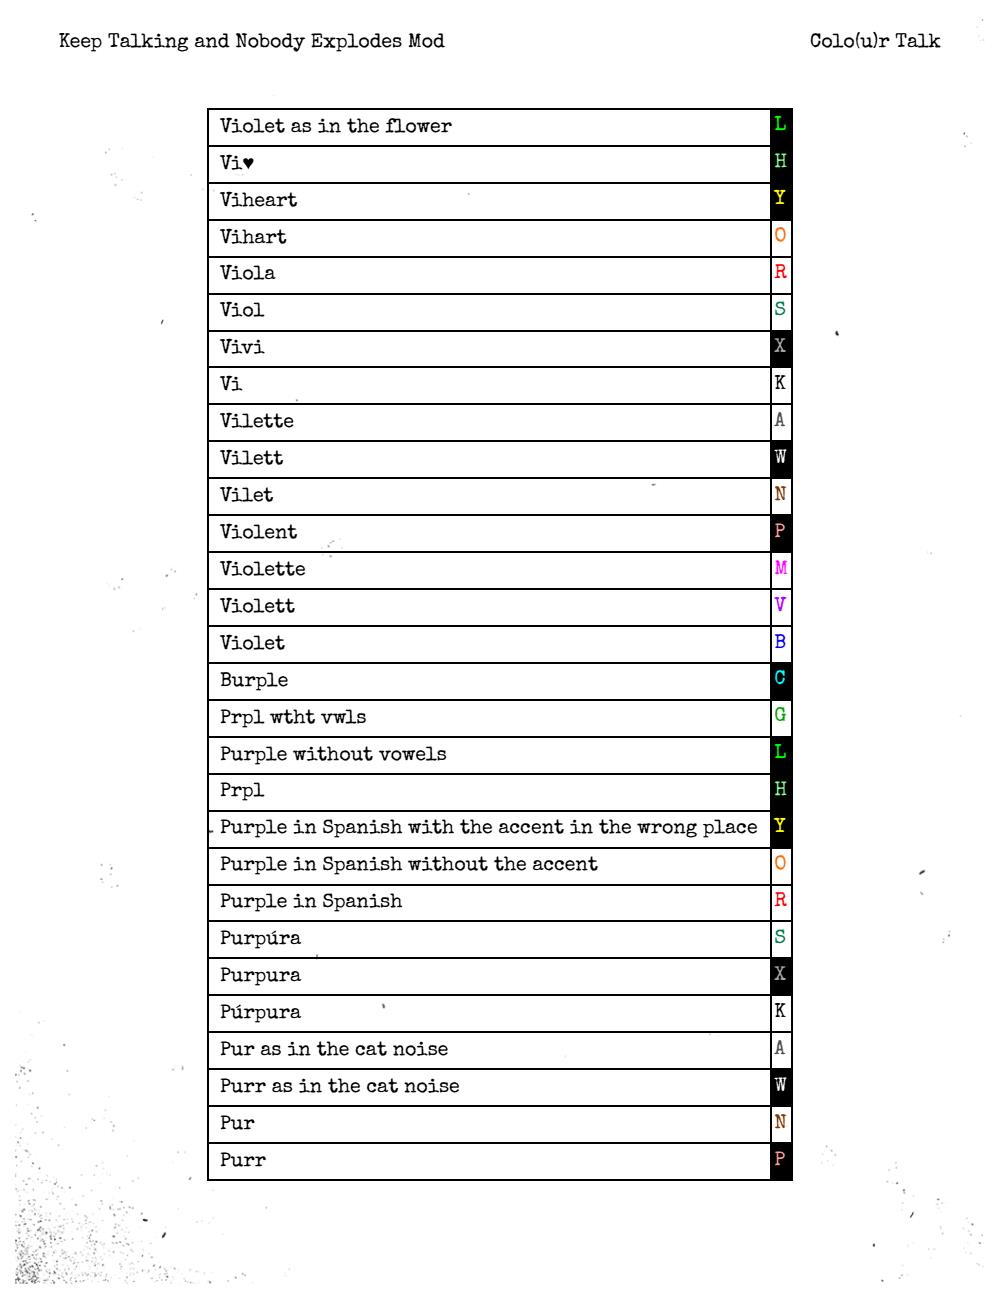 Keep Talking and Nobody Explodes Mod Colo(u)r Talk
Violet as in the flower L
Vi♥ H
Viheart Y
Vihart O
Viola R
Viol S
Vivi X
Vi K
Vilette A
Vilett W
Vilet N
Violent P
Violette M
Violett V
Violet B
Burple C
Prpl wtht vwls G
Purple without vowels L
Prpl H
Purple in Spanish with the accent in the wrong place Y
Purple in Spanish without the accent O
Purple in Spanish R
Purpúra S
Purpura X
Púrpura K
Pur as in the cat noise A
Purr as in the cat noise W
Pur N
Purr P